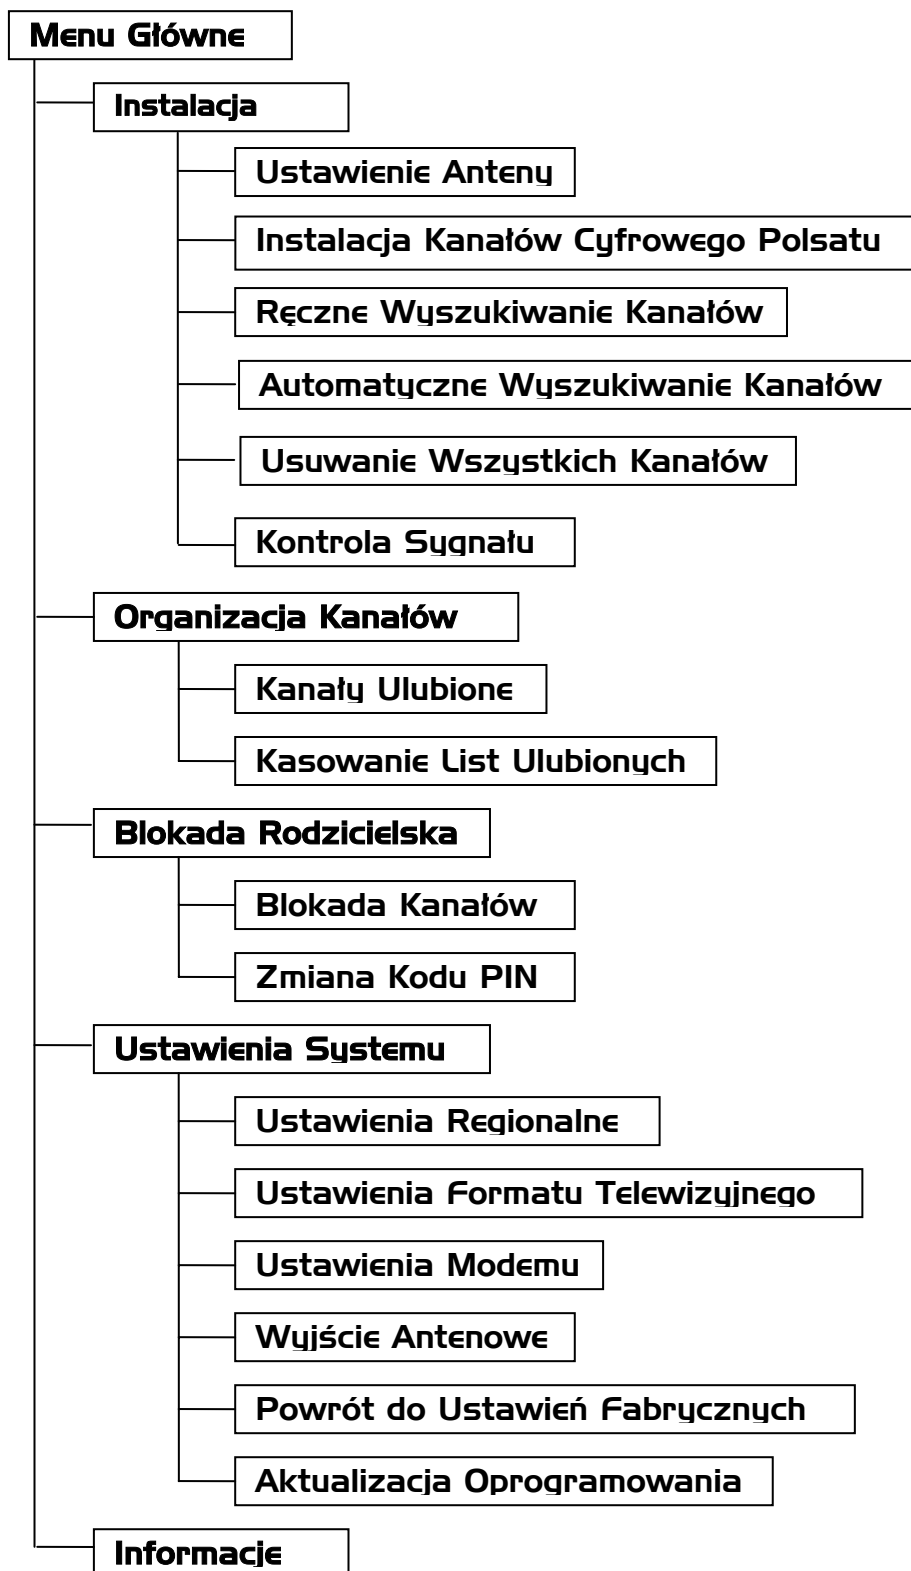 Menu Główne
Instalacja
Ustawienie Anteny
Instalacja Kanałów Cyfrowego Polsatu
Ręczne Wyszukiwanie Kanałów
Automatyczne Wyszukiwanie Kanałów
Usuwanie Wszystkich Kanałów
Kontrola Sygnału
Organizacja Kanałów
Kanały Ulubione
Kasowanie List Ulubionych
Blokada Rodzicielska
Blokada Kanałów
Zmiana Kodu PIN
Ustawienia Systemu
Ustawienia Regionalne
Ustawienia Formatu Telewizyjnego
Ustawienia Modemu
Wyjście Antenowe
Powrót do Ustawień Fabrycznych
Aktualizacja Oprogramowania
Informacje